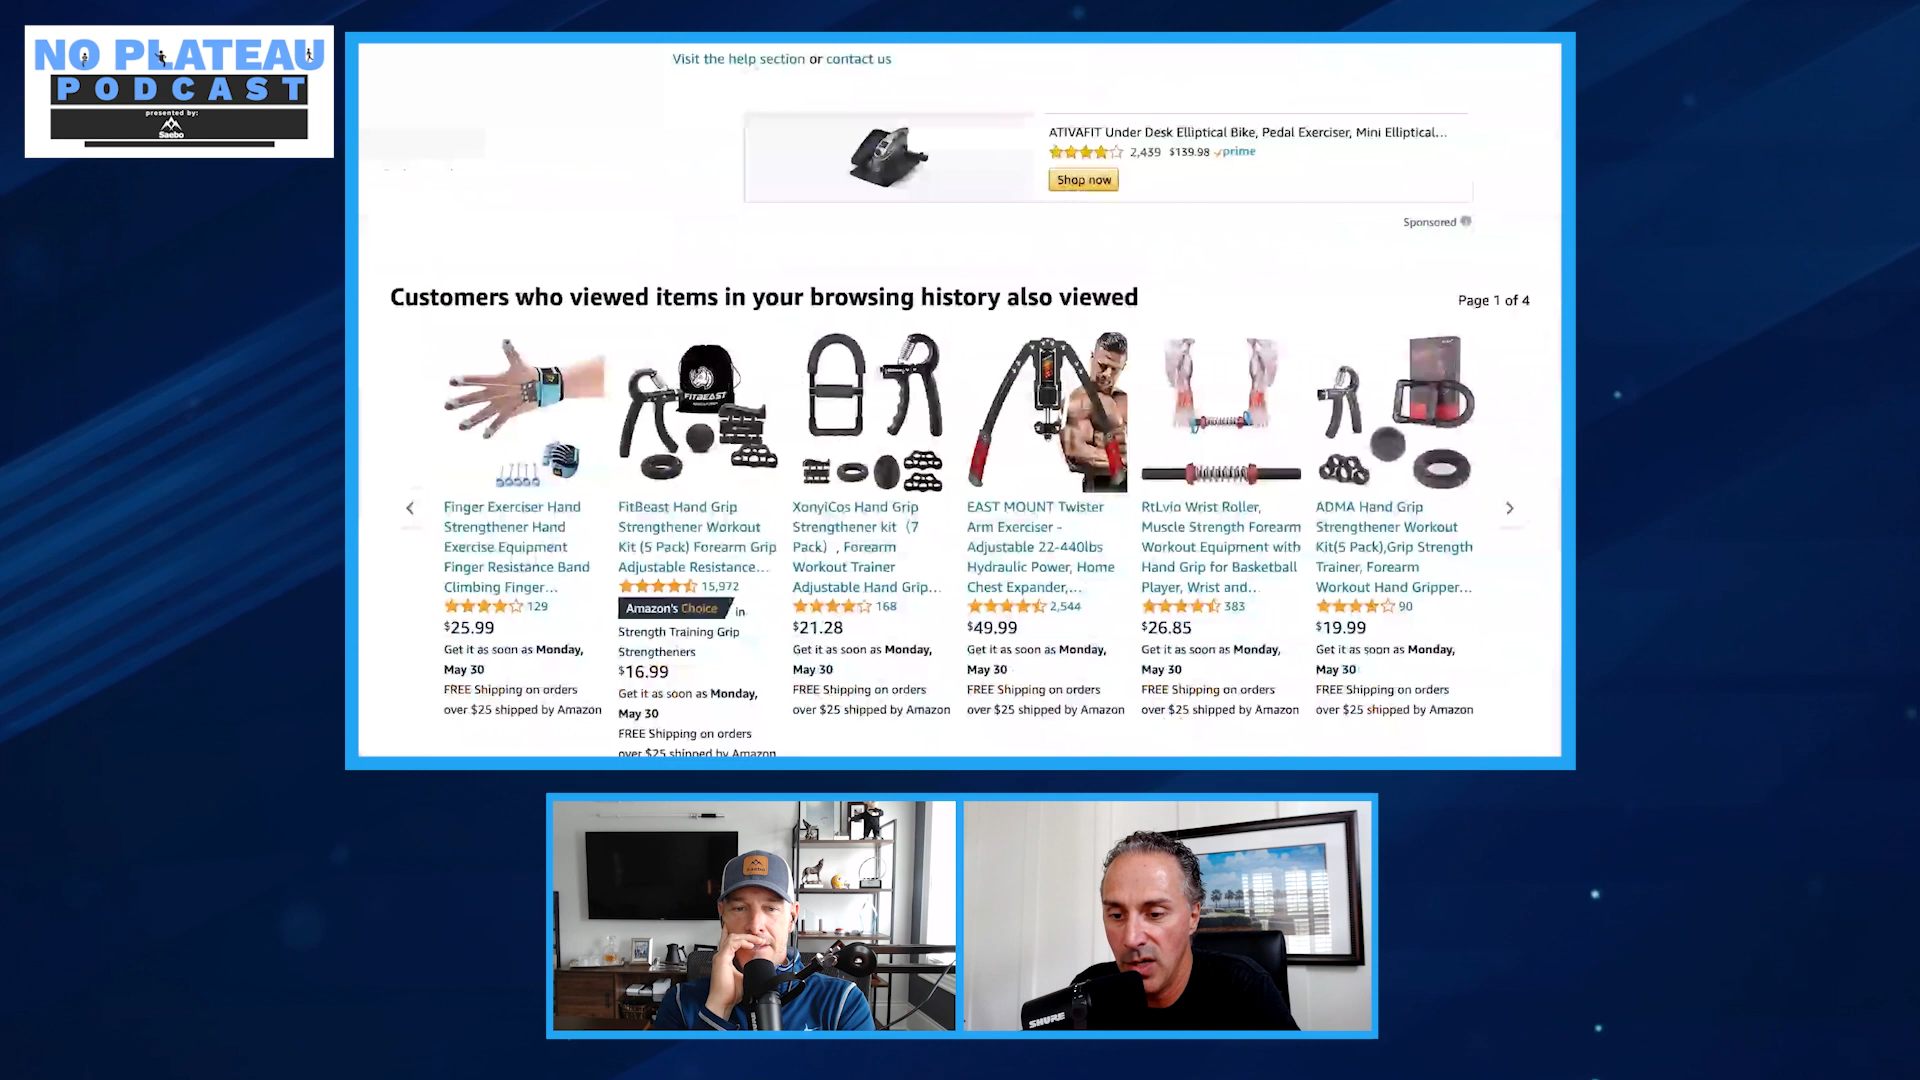 NO PLATEAU
PODCAST
presented by:
Saebo
Visit the help section or contact us
ATIVAFIT Under Desk Elliptical Bike, Pedal Exerciser, Mini Elliptical...
2,439 $139.98 prime
Shop now
Sponsored
Customers who viewed items in your browsing history also viewed
Page 1 of 4
FITBEAST
Finger Exerciser Hand
Strengthener Hand
Exercise Equipment
Finger Resistance Band
Climbing Finger...
129
$25.99
Get it as soon as Monday,
May 30
FREE Shipping on orders
over $25 shipped by Amazon
FitBeast Hand Grip
Strengthener Workout
Kit (5 Pack) Forearm Grip
Adjustable Resistance...
15,972
Amazon's Choice in
Strength Training Grip
Strengtheners
$16.99
Get it as soon as Monday,
May 30
FREE Shipping on orders
over $25 shipped by Amazon
XonyiCos Hand Grip
Strengthener kit（7
Pack）, Forearm
Workout Trainer
Adjustable Hand Grip...
168
$21.28
Get it as soon as Monday,
May 30
FREE Shipping on orders
over $25 shipped by Amazon
EAST MOUNT Twister
Arm Exerciser -
Adjustable 22-440lbs
Hydraulic Power, Home
Chest Expander,...
2,544
$49.99
Get it as soon as Monday,
May 30
FREE Shipping on orders
over $25 shipped by Amazon
RtLvia Wrist Roller,
Muscle Strength Forearm
Workout Equipment with
Hand Grip for Basketball
Player, Wrist and...
383
$26.85
Get it as soon as Monday,
May 30
FREE Shipping on orders
over $25 shipped by Amazon
ADMA Hand Grip
Strengthener Workout
Kit(5 Pack),Grip Strength
Trainer, Forearm
Workout Hand Gripper...
90
$19.99
Get it as soon as Monday,
May 30
FREE Shipping on orders
over $25 shipped by Amazon
Saebo
SHURE
SHURE